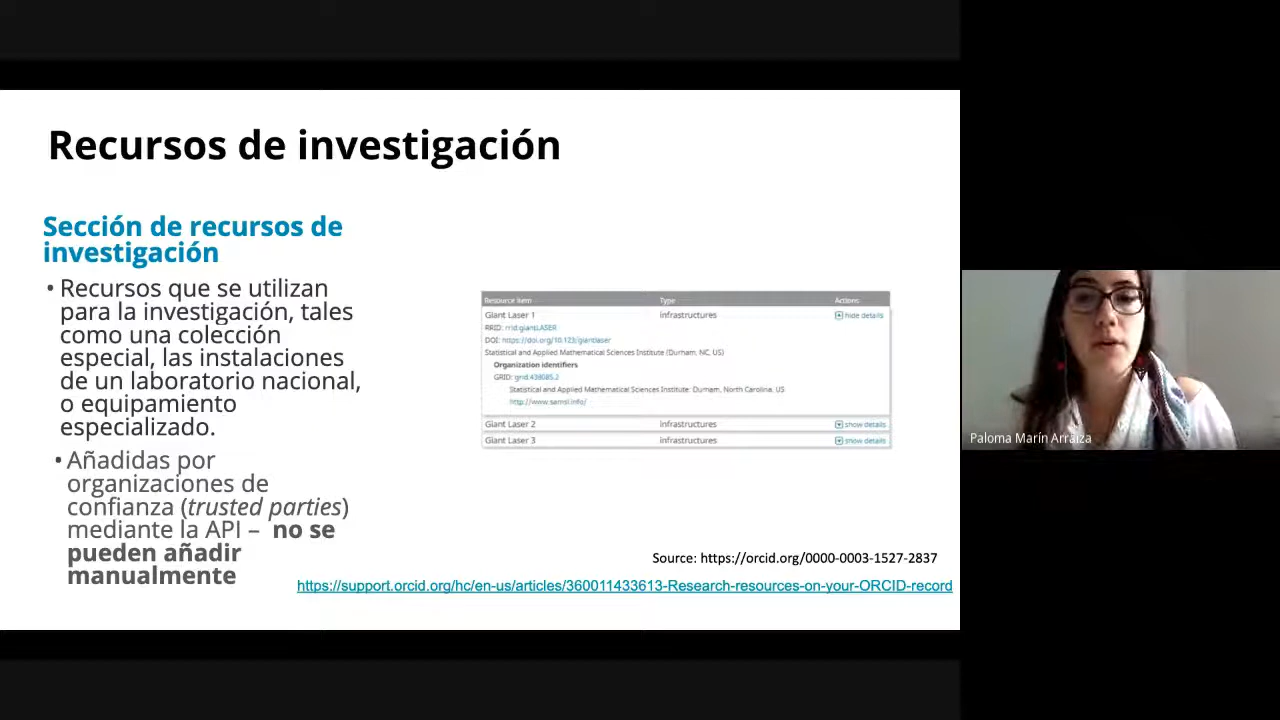 Recursos de investigación
Sección de recursos de
investigación
• Recursos que se utilizan
para la investigación, tales
como una colección
especial, las instalaciones
de un laboratorio nacional,
o equipamiento
especializado.
• Añadidas por
organizaciones de
confianza (trusted parties)
mediante la API – no se
pueden añadir
manualmente
Resource item Type Actions
Giant Laser 1 infrastructures hide details
RRID: rrid:giantLASER
DOI: https://doi.org/10.123/giantlaser
Statistical and Applied Mathematical Sciences Institute (Durham, NC, US)
Organization identifiers
GRID: grid.438085.2
Statistical and Applied Mathematical Sciences Institute: Durham, North Carolina, US
http://www.samsi.info/
Giant Laser 2 infrastructures show details
Giant Laser 3 infrastructures show details
Source: https://orcid.org/0000-0003-1527-2837
https://support.orcid.org/hc/en-us/articles/360011433613-Research-resources-on-your-ORCID-record
Paloma Marín Arraiza